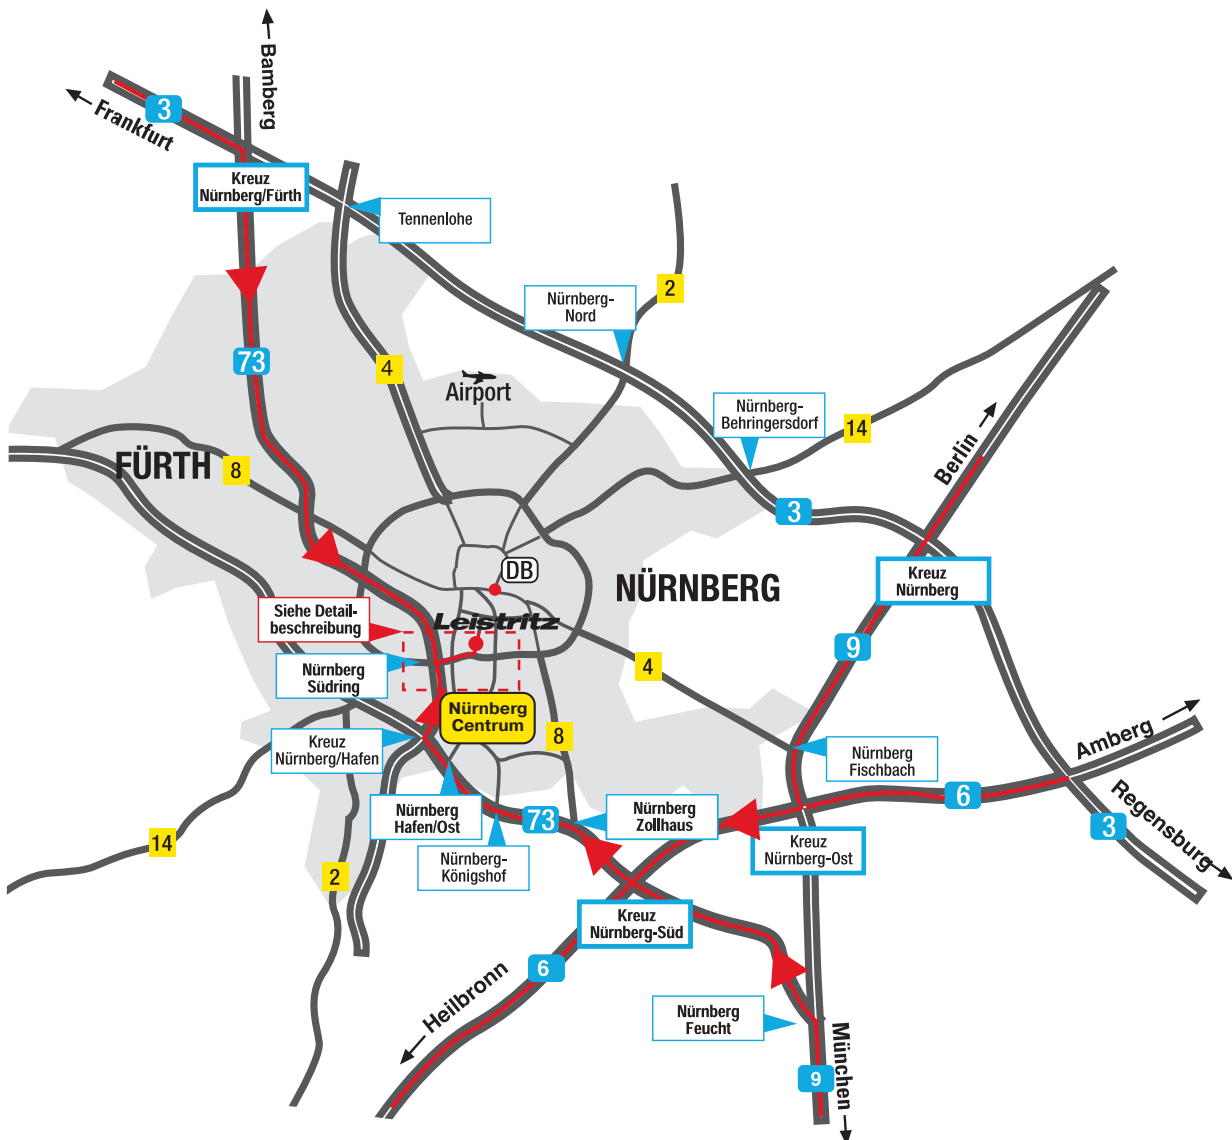 Bamberg
3
Frankfurt
Kreuz
Nürnberg/Fürth
Tennenlohe
2
Nürnberg-
Nord
73
4
Airport
Nürnberg-
Behringersdorf
14
Berlin
FÜRTH
8
3
DB
NÜRNBERG
Kreuz
Nürnberg
Siehe Detail-
beschreibung
Leistritz
9
4
Nürnberg
Südring
Nürnberg
Centrum
Kreuz
Nürnberg/Hafen
8
Nürnberg
Fischbach
Amberg
6
Regensburg
3
Nürnberg
Hafen/Ost
73
Nürnberg
Zollhaus
14
Nürnberg-
Königshof
Kreuz
Nürnberg-Ost
2
Kreuz
Nürnberg-Süd
6
Heilbronn
Nürnberg
Feucht
München
9